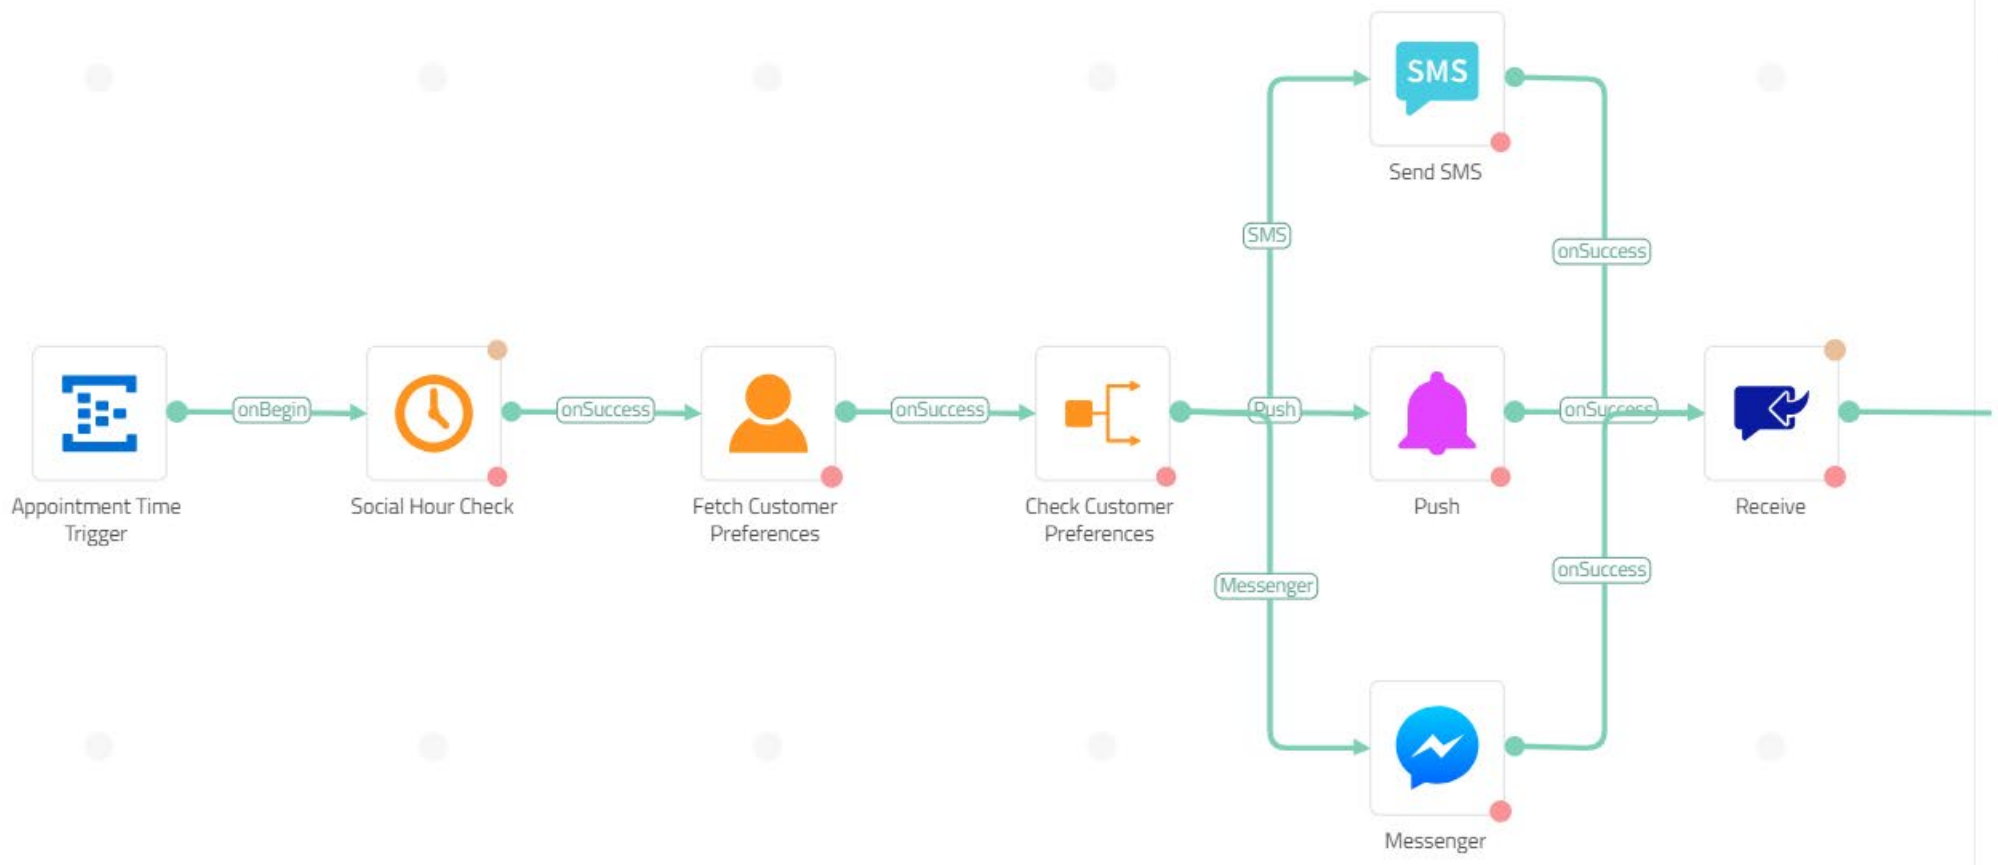 SMS
Send SMS
SMS
onSuccess
onBegin
onSuccess
onSuccess
Push
onSuccess
Appointment Time
Trigger
Social Hour Check
Fetch Customer
Preferences
Check Customer
Preferences
Push
Receive
Messenger
onSuccess
Messenger